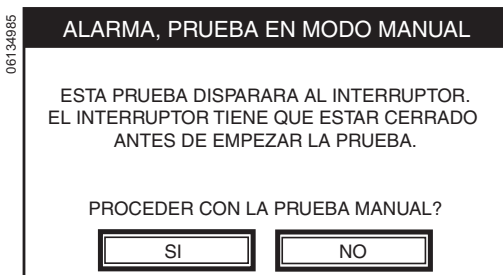 06134985
ALARMA, PRUEBA EN MODO MANUAL
ESTA PRUEBA DISPARARA AL INTERRUPTOR.
EL INTERRUPTOR TIENE QUE ESTAR CERRADO
ANTES DE EMPEZAR LA PRUEBA.
PROCEDER CON LA PRUEBA MANUAL?
SI
NO